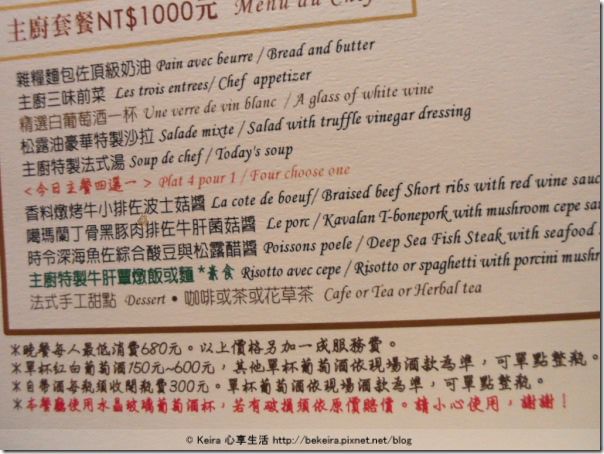 主廚套餐NT$1000元 Menu du Chef
雜糧麵包佐頂級奶油 Pain avec beurre / Bread and butter
主廚三味前菜 Les trois entrees/ Chef appetizer
精選白葡萄酒一杯 Une verre de vin blanc / A glass of white wine
松露油豪華特製沙拉 Salade mixte / Salad with truffle vinegar dressing
主廚特製法式湯 Soup de chef / Today's soup
<今日主餐四選一> Plat 4 pour 1 / Four choose one
香料燉烤牛小排佐波士菇醬 La cote de boeuf/ Braised beef Short ribs with red wine sauc
噶瑪蘭丁骨黑豚肉排佐牛肝菌菇醬 Le porc / Kavalan T-bonepork with mushroom cepe sa
時令深海魚佐綜合酸豆與松露醋醬 Poissons poele / Deep Sea Fish Steak with seafood
主廚特製牛肝蕈燉飯或麵 *素食 Risotto avec cepe / Risotto or spaghetti with porcini mushr
法式手工甜點 Dessert • 咖啡或茶或花草茶 Cafe or Tea or Herbal tea
*晚餐每人最低消費680元。以上價格另加一成服務費。
*單杯紅白葡萄酒150元~600元，其他單杯葡萄酒依現場酒款為準，可單點整瓶。
*自帶酒每瓶須收開瓶費300元。單杯葡萄酒依現場酒款為準，可單點整瓶。
*本餐廳使用水晶玻璃葡萄酒杯，若有破損須依原價賠償。請小心使用，謝謝！
© Keira 心享生活 http://bekeira.pixnet.net/blog